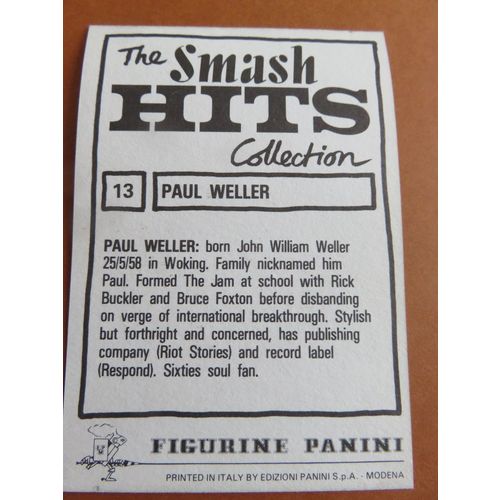 The Smash
HITS
Collection
13 PAUL WELLER
PAUL WELLER: born John William Weller
25/5/58 in Woking. Family nicknamed him
Paul. Formed The Jam at school with Rick
Buckler and Bruce Foxton before disbanding
on verge of international breakthrough. Stylish
but forthright and concerned, has publishing
company (Riot Stories) and record label
(Respond). Sixties soul fan.
FIGURINE PANINI
PRINTED IN ITALY BY EDIZIONI PANINI S.p.A. - MODENA